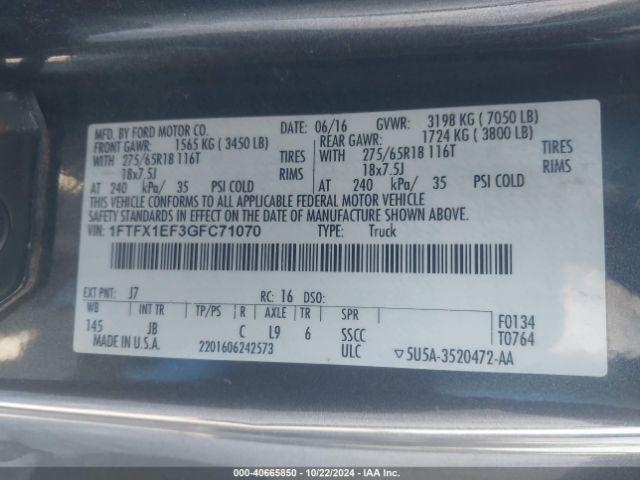 MFD. BY FORD MOTOR CO. DATE: 06/16 GVWR: 3198 KG ( 7050 LB)
FRONT GAWR: 1565 KG ( 3450 LB) REAR GAWR: 1724 KG ( 3800 LB)
WITH 275/65R18 116T TIRES WITH 275/65R18 116T TIRES
18x7.5J RIMS 18x7.5J RIMS
AT 240 kPa/ 35 PSI COLD AT 240 kPa/ 35 PSI COLD
THIS VEHICLE CONFORMS TO ALL APPLICABLE FEDERAL MOTOR VEHICLE
SAFETY STANDARDS IN EFFECT ON THE DATE OF MANUFACTURE SHOWN ABOVE.
VIN: 1FTFX1EF3GFC71070 TYPE: Truck
EXT PNT: J7 RC: 16 DSO:
WB INT TR TP/PS R AXLE TR SPR
145 JB C L9 6 SSCC F0134
T0764
MADE IN U.S.A. 2201606242573 ULC ▽5U5A-3520472-AA
000-40665850 | 10/22/2024 | IAA Inc.